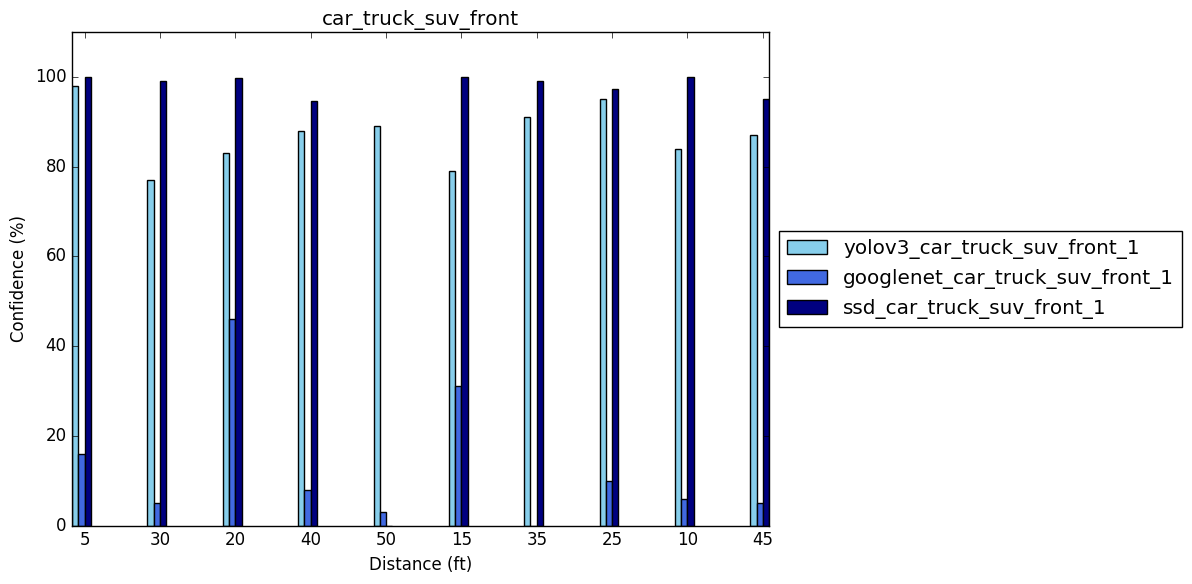 car_truck_suv_front
100
80
60
40
20
0
Confidence (%)
5 30 20 40 50 15 35 25 10 45
Distance (ft)
yolov3_car_truck_suv_front_1
googlenet_car_truck_suv_front_1
ssd_car_truck_suv_front_1